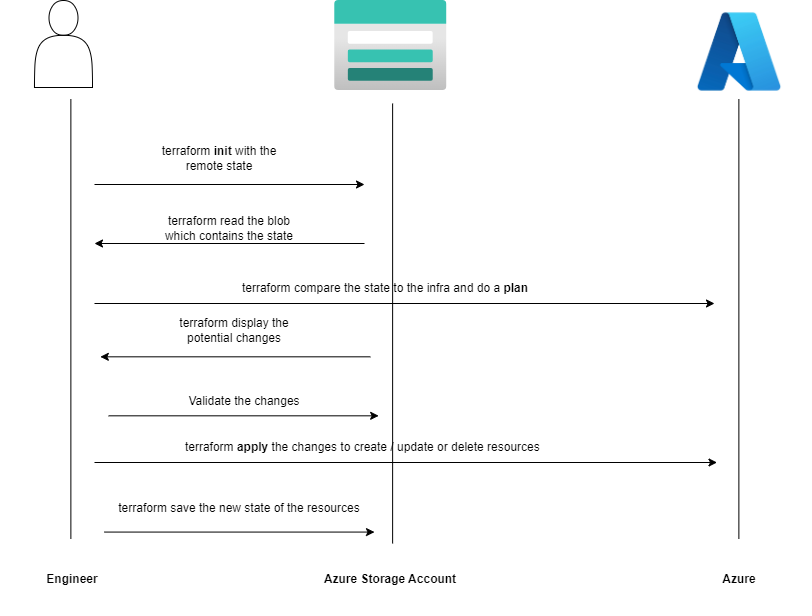 terraform init with the
remote state
terraform read the blob
which contains the state
terraform compare the state to the infra and do a plan
terraform display the
potential changes
Validate the changes
terraform apply the changes to create / update or delete resources
terraform save the new state of the resources
Engineer
Azure Storage Account
Azure